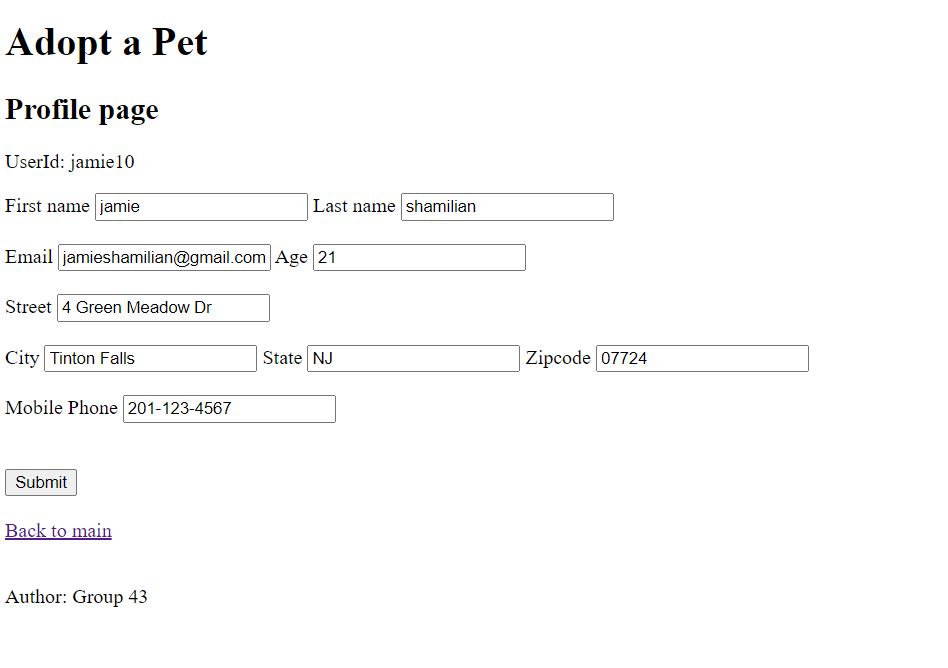 Adopt a Pet
Profile page
UserId: jamie10
First name jamie Last name shamilian
Email jamieshamilian@gmail.com Age 21
Street 4 Green Meadow Dr
City Tinton Falls State NJ Zipcode 07724
Mobile Phone 201-123-4567
Submit
Back to main
Author: Group 43